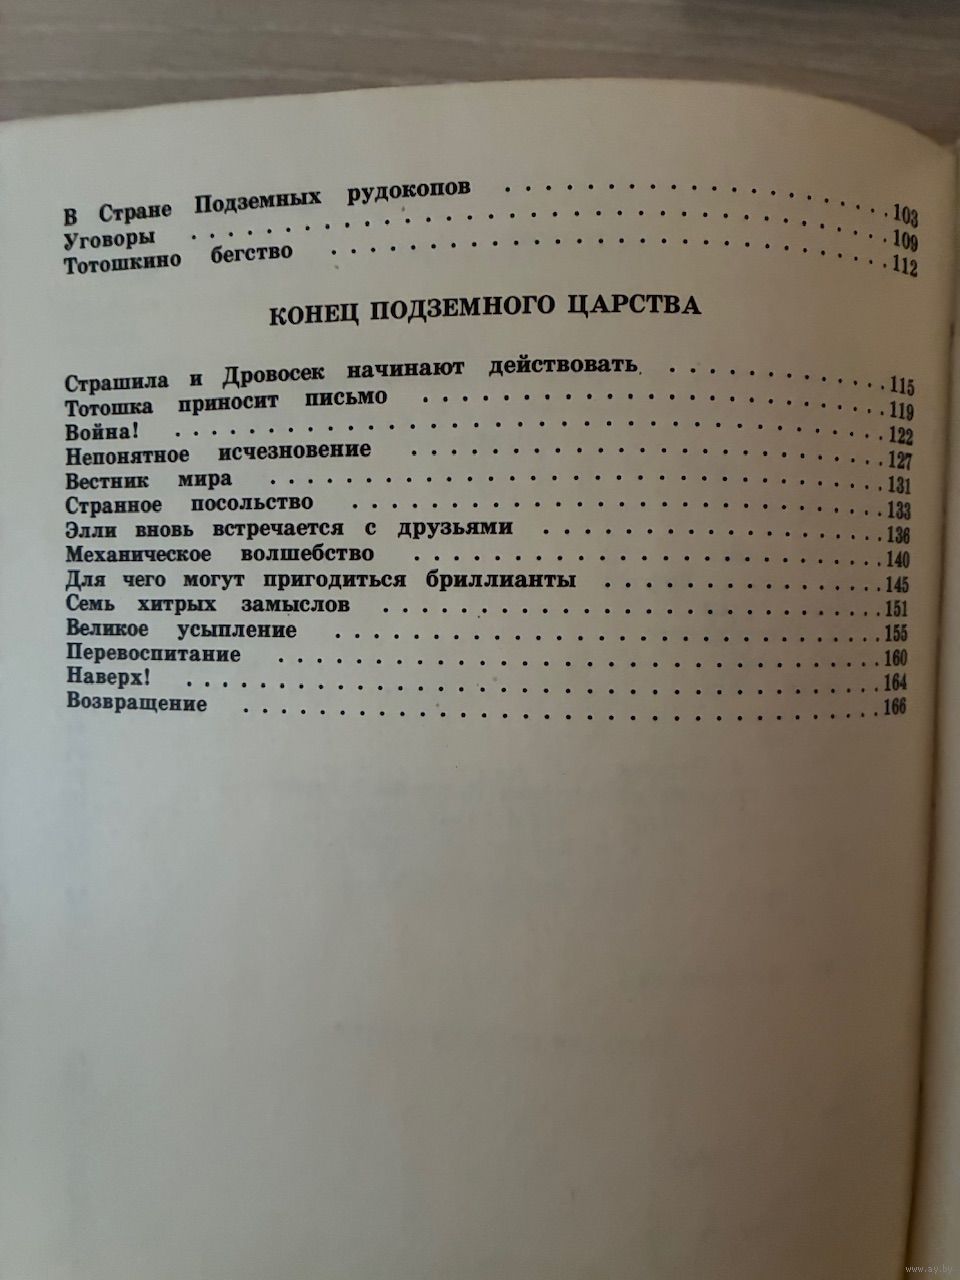 В Стране Подземных рудокопов . . . . . . . . . . . . . . . . . 103
Уговоры . . . . . . . . . . . . . . . . . . . . . . . . . . . . 109
Тотошкино бегство . . . . . . . . . . . . . . . . . . . . . . . 112
КОНЕЦ ПОДЗЕМНОГО ЦАРСТВА
Страшила и Дровосек начинают действовать . . . . . . . . . . . 115
Тотошка приносит письмо . . . . . . . . . . . . . . . . . . . . 119
Война! . . . . . . . . . . . . . . . . . . . . . . . . . . . . 122
Непонятное исчезновение . . . . . . . . . . . . . . . . . . . . 127
Вестник мира . . . . . . . . . . . . . . . . . . . . . . . . . 131
Странное посольство . . . . . . . . . . . . . . . . . . . . . . 133
Элли вновь встречается с друзьями . . . . . . . . . . . . . . . 136
Механическое волшебство . . . . . . . . . . . . . . . . . . . . 140
Для чего могут пригодиться бриллианты . . . . . . . . . . . . . 145
Семь хитрых замыслов . . . . . . . . . . . . . . . . . . . . . 151
Великое усыпление . . . . . . . . . . . . . . . . . . . . . . . 155
Перевоспитание . . . . . . . . . . . . . . . . . . . . . . . . 160
Наверх! . . . . . . . . . . . . . . . . . . . . . . . . . . . . 164
Возвращение . . . . . . . . . . . . . . . . . . . . . . . . . . 166
www.ay.by